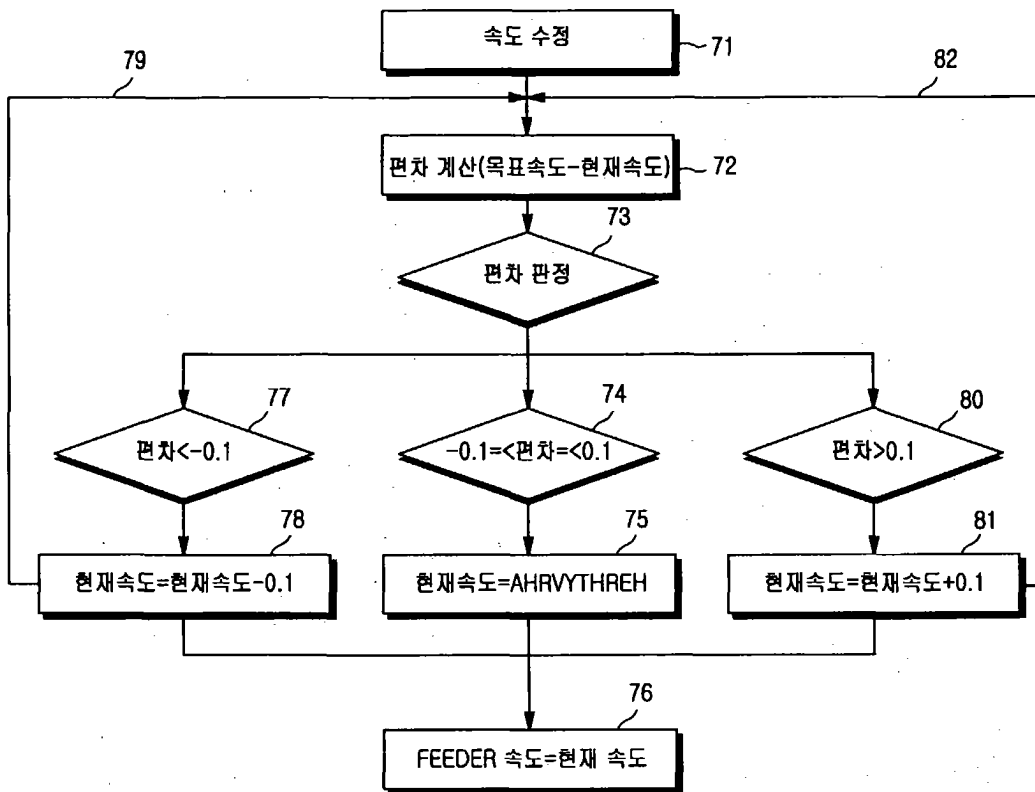 속도 수정
71
79
82
편차 계산(목표속도-현재속도)
72
73
편차 판정
77
74
80
편차<-0.1
-0.1=<편차=<0.1
편차>0.1
78
75
81
현재속도=현재속도-0.1
현재속도=AHRVYTHREH
현재속도=현재속도+0.1
76
FEEDER 속도=현재 속도